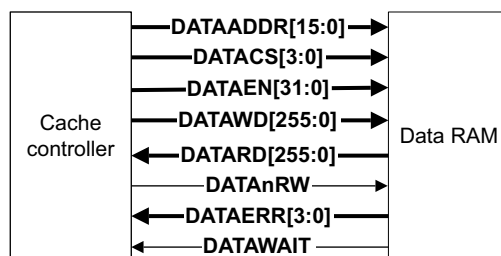 DATAADDR[15:0]
DATACS[3:0]
DATAEN[31:0]
DATAWD[255:0]
Cache
controller
Data RAM
DATARD[255:0]
DATAnRW
DATAERR[3:0]
DATAWAIT